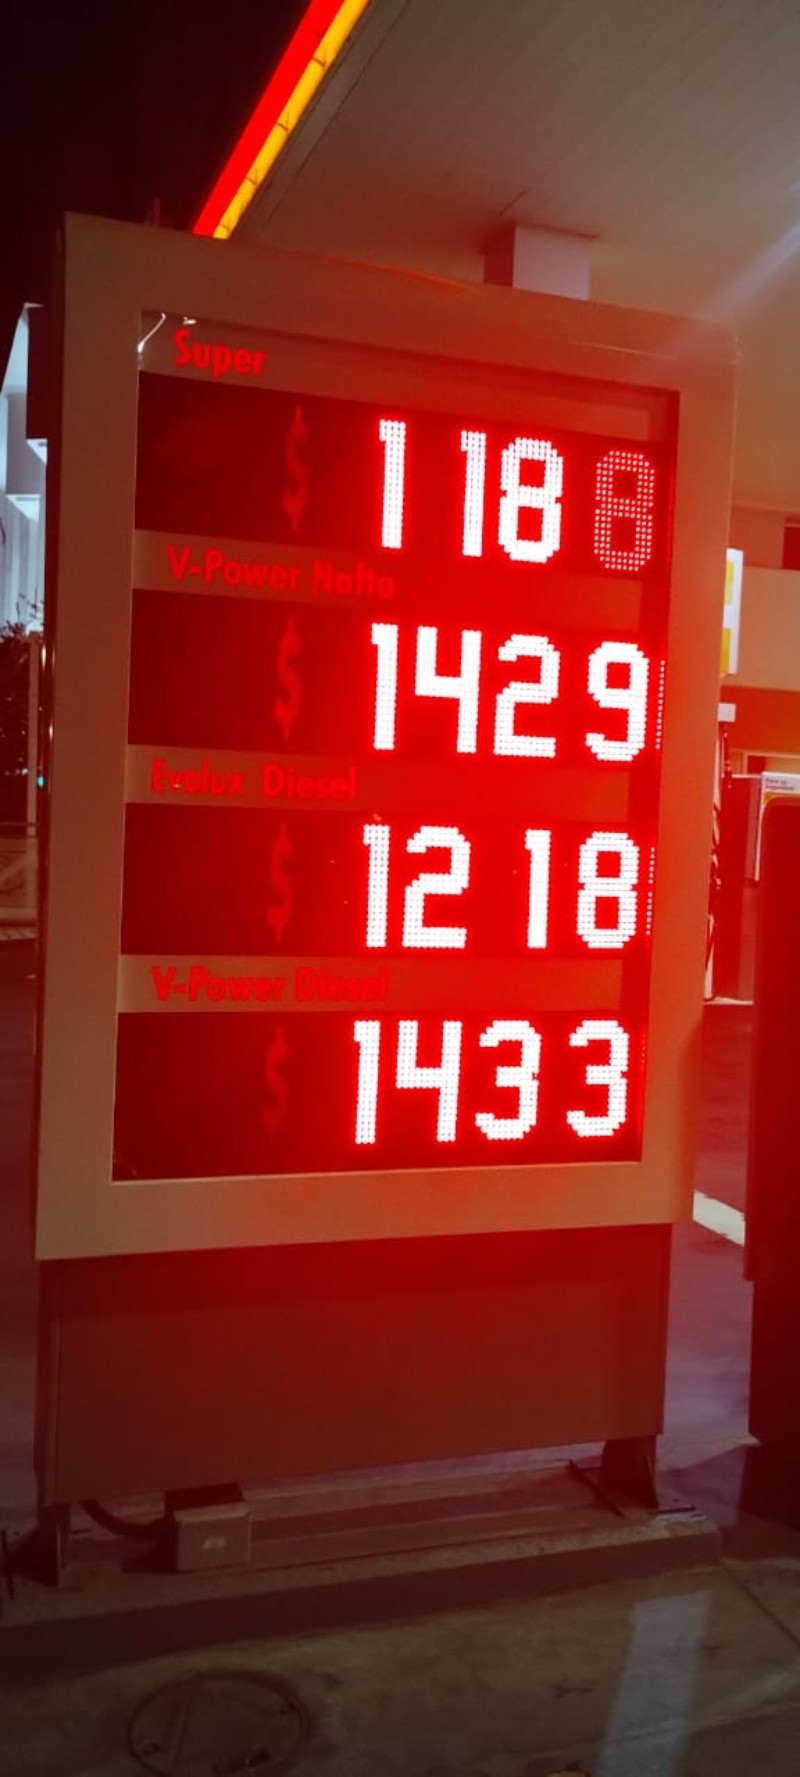 Super
$ 1188
V-Power Nafta
$ 1429
Evolux Diesel
$ 1218
V-Power Diesel
$ 1433